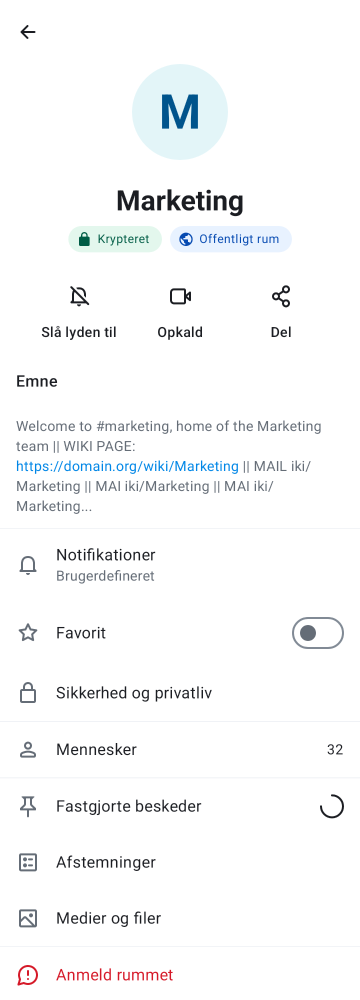 M
Marketing
Krypteret
Offentligt rum
Slå lyden til
Opkald
Del
Emne
Welcome to #marketing, home of the Marketing
team || WIKI PAGE:
https://domain.org/wiki/Marketing || MAIL iki/
Marketing || MAI iki/Marketing || MAI iki/
Marketing...
Notifikationer
Brugerdefineret
Favorit
Sikkerhed og privatliv
Mennesker 32
Fastgjorte beskeder
Afstemninger
Medier og filer
Anmeld rummet